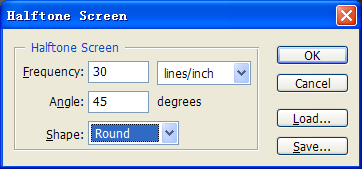 Halftone Screen
Halftone Screen
OK
Frequency: 30 lines/inch
Cancel
Angle: 45 degrees
Load...
Shape: Round
Save...